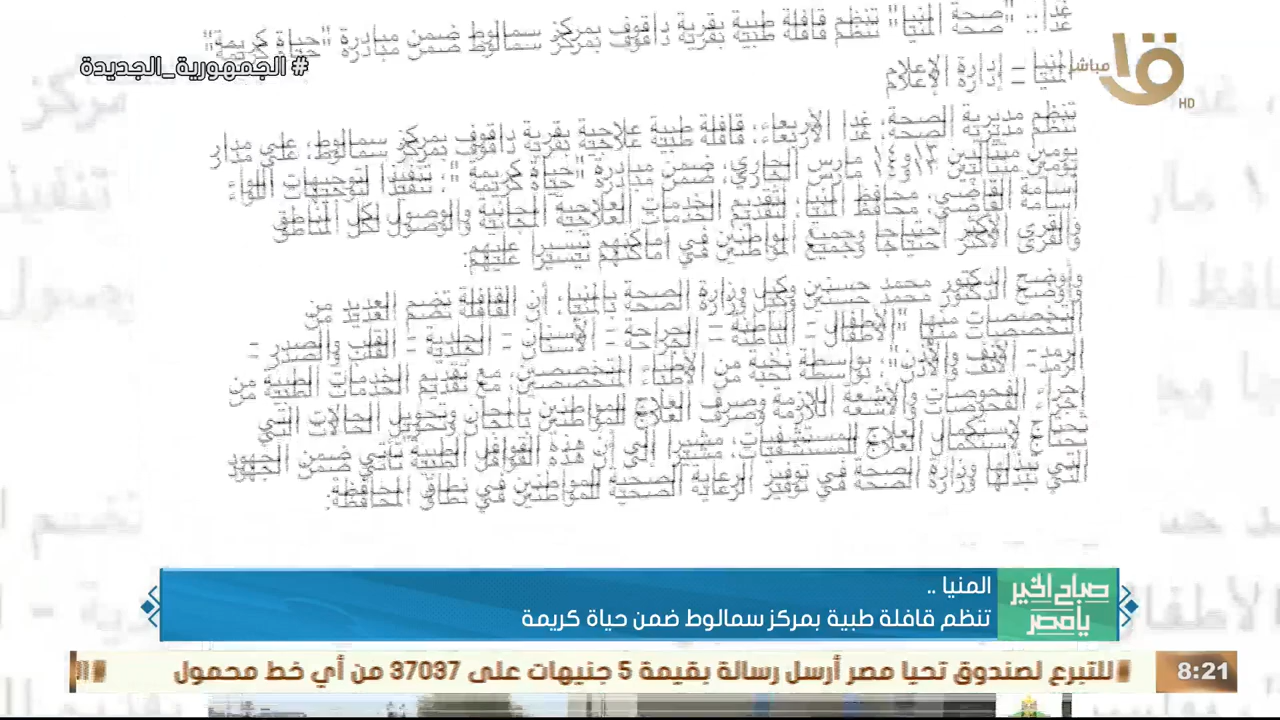 غدا.. "صحة المنيا" تنظم قافلة طبية بقرية داقوف بمركز سمالوط ضمن مبادرة "حياة كريمة"
# الجمهورية_الجديدة
مباشر
HD
المنيا – إدارة الإعلام
تنظم مديرية الصحة، غدا الأربعاء، قافلة طبية علاجية بقرية داقوف بمركز سمالوط، على مدار
يومين متتاليين ١٣و١٤ مارس الجاري، ضمن مبادرة "حياة كريمة "، تنفيذا لتوجيهات اللواء
أسامة القاضي، محافظ المنيا، لتقديم الخدمات العلاجية المجانية والوصول لكل المناطق
والقرى الأكثر احتياجا وجميع المواطنين في أماكنهم تيسيرا عليهم.
وأوضح الدكتور محمد حسنين وكيل وزارة الصحة بالمنيا، أن القافلة تضم العديد من
التخصصات منها "الأطفال – الباطنة – الجراحة – الأسنان – الجلدية – القلب والصدر –
الرمد– الأنف والأذن"، بواسطة نخبة من الأطباء المتخصصين، مع تقديم الخدمات الطبية من
إجراء الفحوصات والأشعة اللازمة وصرف العلاج للمواطنين بالمجان وتحويل الحالات التي
تحتاج لاستكمال العلاج للمستشفيات، مشيرا إلى أن هذه القوافل الطبية تأتي ضمن الجهود
التي تبذلها وزارة الصحة في توفير الرعاية الصحية للمواطنين في نطاق المحافظة.
صباح الخير يا مصر
المنيا ..
تنظم قافلة طبية بمركز سمالوط ضمن حياة كريمة
8:21
للتبرع لصندوق تحيا مصر أرسل رسالة بقيمة 5 جنيهات على 37037 من أي خط محمول